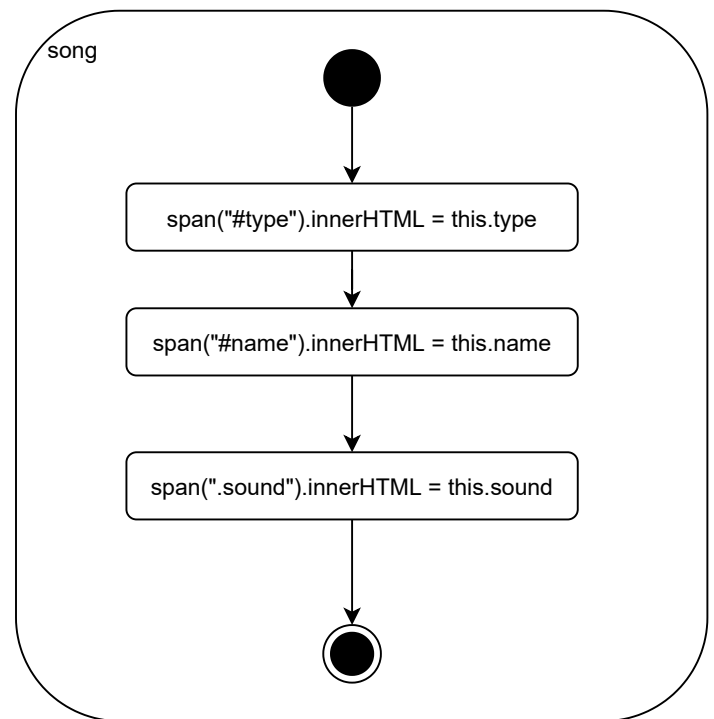 song
span("#type").innerHTML = this.type
span("#name").innerHTML = this.name
span(".sound").innerHTML = this.sound